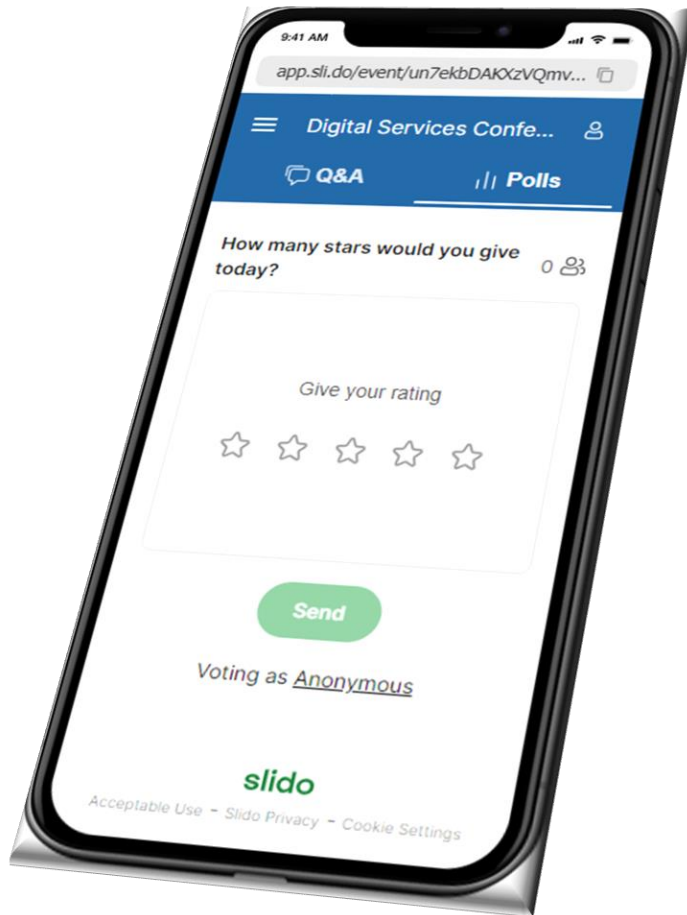 9:41 AM
app.sli.do/event/un7ekbDAKXzVQmv...
Digital Services Confe...
Q&A
Polls
How many stars would you give
today?
0
Give your rating
Send
Voting as Anonymous
slido
Acceptable Use - Slido Privacy - Cookie Settings